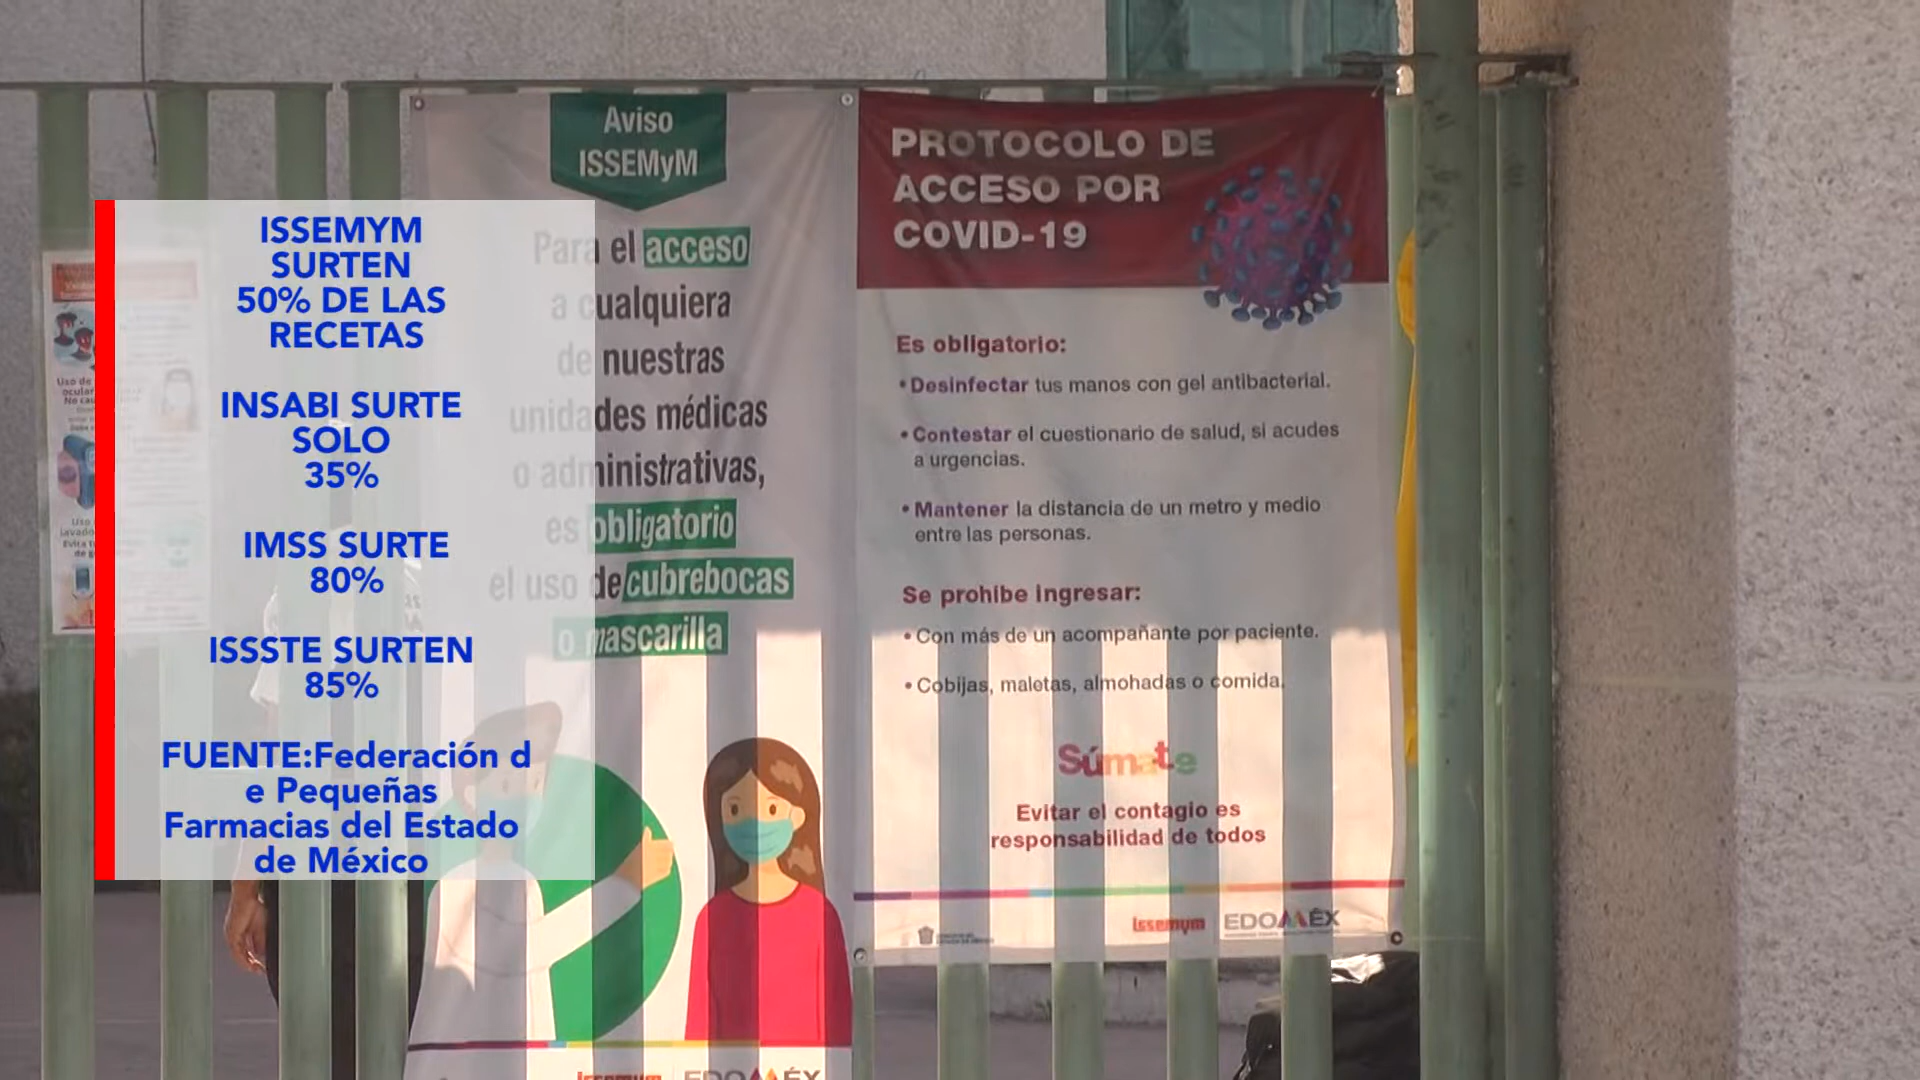 ISSEMYM
SURTEN
50% DE LAS
RECETAS
INSABI SURTE
SOLO
35%
IMSS SURTE
80%
ISSSTE SURTEN
85%
FUENTE:Federación d
e Pequeñas
Farmacias del Estado
de México
Aviso
ISSEMyM
Para el acceso
a cualquiera
de nuestras
unidades médicas
o administrativas,
es obligatorio
el uso de cubrebocas
o mascarilla
issemym EDOMÉX
PROTOCOLO DE
ACCESO POR
COVID-19
Es obligatorio:
• Desinfectar tus manos con gel antibacterial.
• Contestar el cuestionario de salud, si acudes
a urgencias.
• Mantener la distancia de un metro y medio
entre las personas.
Se prohíbe ingresar:
• Con más de un acompañante por paciente.
• Cobijas, maletas, almohadas o comida.
Súmate
Evitar el contagio es
responsabilidad de todos
issemym EDOMÉX
Uso de
ocular